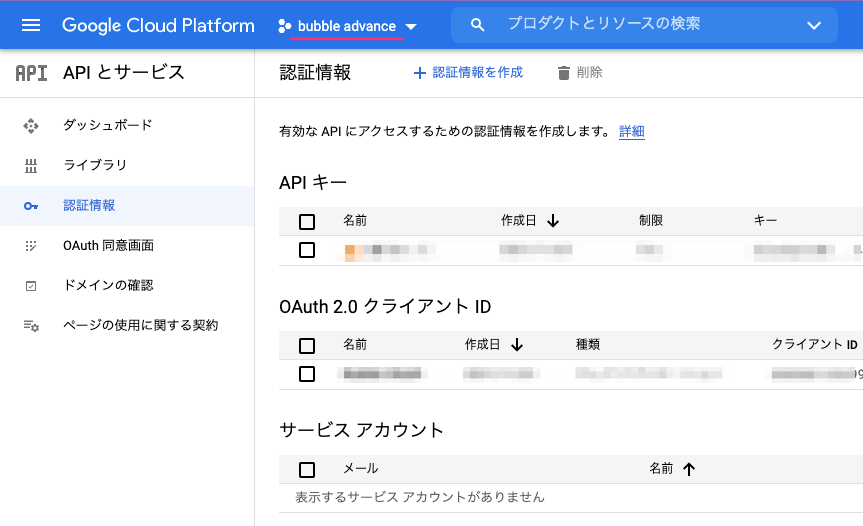 Google Cloud Platform bubble advance プロダクトとリソースの検索
API API とサービス 認証情報 + 認証情報を作成 削除
ダッシュボード
ライブラリ
認証情報
OAuth 同意画面
ドメインの確認
ページの使用に関する契約
有効な API にアクセスするための認証情報を作成します。 詳細
API キー
名前 作成日 制限 キー
OAuth 2.0 クライアント ID
名前 作成日 種類 クライアント ID
サービス アカウント
メール 名前
表示するサービス アカウントがありません